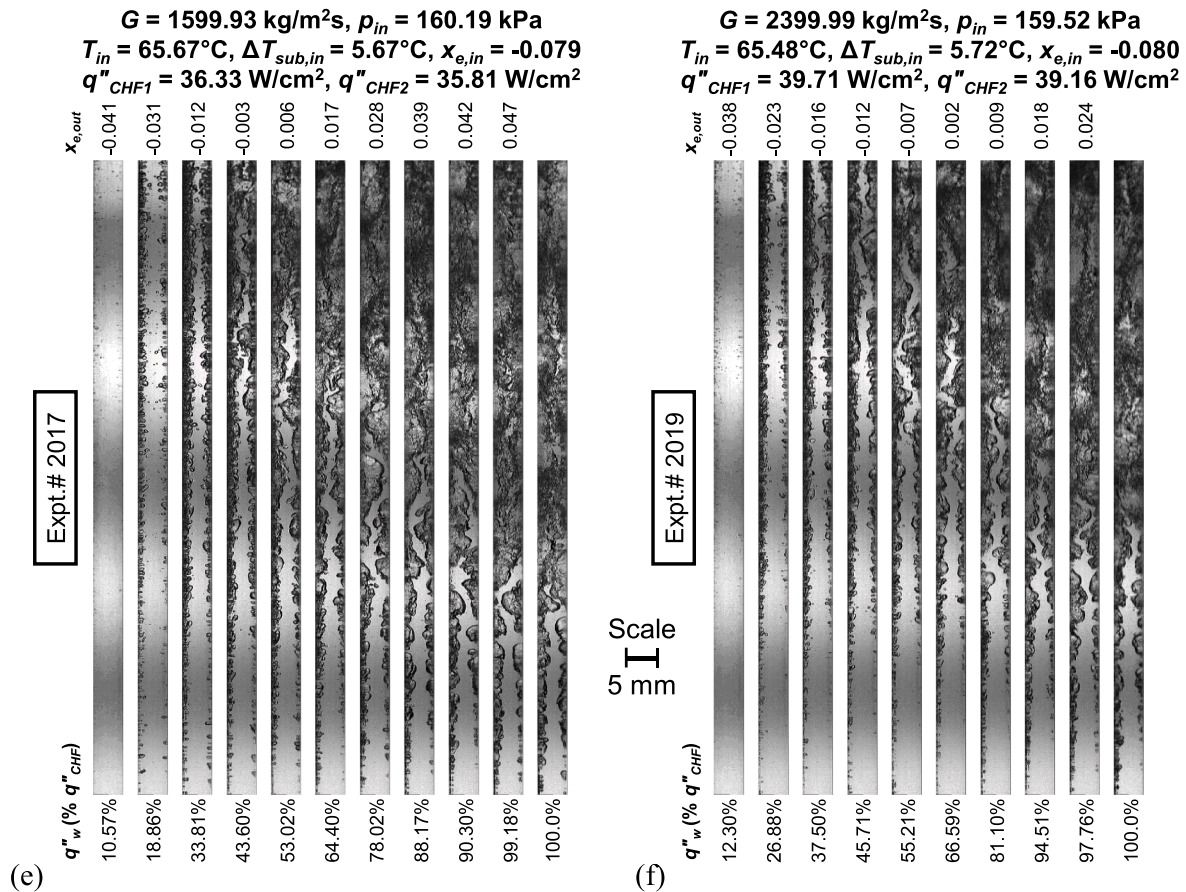 G = 1599.93 kg/m²s, p_in = 160.19 kPa
T_in = 65.67°C, ΔT_sub,in = 5.67°C, x_e,in = -0.079
q″_CHF1 = 36.33 W/cm², q″_CHF2 = 35.81 W/cm²
x_e,out
-0.041
-0.031
-0.012
-0.003
0.006
0.017
0.028
0.039
0.042
0.047
Expt.# 2017
q″_w (% q″_CHF)
10.57%
18.86%
33.81%
43.60%
53.02%
64.40%
78.02%
88.17%
90.30%
99.18%
100.0%
(e)
G = 2399.99 kg/m²s, p_in = 159.52 kPa
T_in = 65.48°C, ΔT_sub,in = 5.72°C, x_e,in = -0.080
q″_CHF1 = 39.71 W/cm², q″_CHF2 = 39.16 W/cm²
x_e,out
-0.038
-0.023
-0.016
-0.012
-0.007
0.002
0.009
0.018
0.024
Expt.# 2019
Scale
5 mm
q″_w (% q″_CHF)
12.30%
26.88%
37.50%
45.71%
55.21%
66.59%
81.10%
94.51%
97.76%
100.0%
(f)